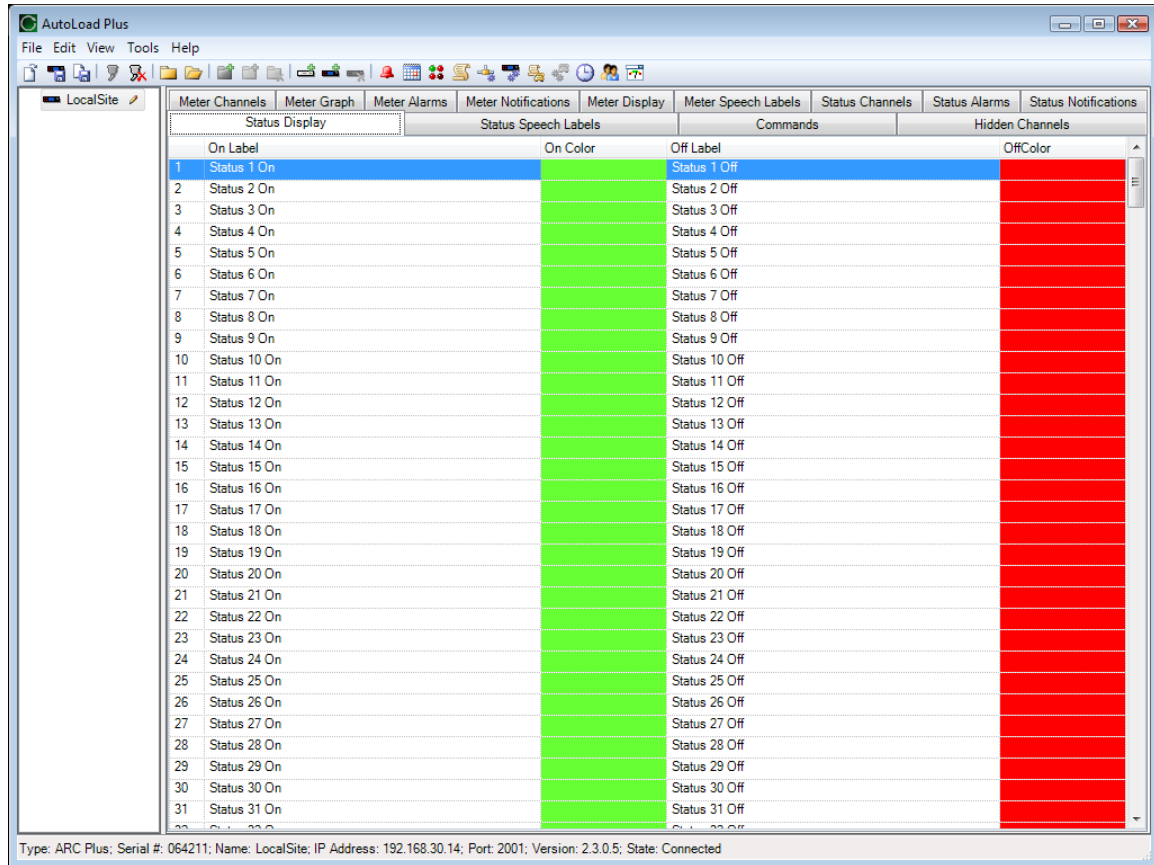 AutoLoad Plus
File Edit View Tools Help
LocalSite
Meter Channels Meter Graph Meter Alarms Meter Notifications Meter Display Meter Speech Labels Status Channels Status Alarms Status Notifications
Status Display Status Speech Labels Commands Hidden Channels
On Label On Color Off Label OffColor
1 Status 1 On Status 1 Off
2 Status 2 On Status 2 Off
3 Status 3 On Status 3 Off
4 Status 4 On Status 4 Off
5 Status 5 On Status 5 Off
6 Status 6 On Status 6 Off
7 Status 7 On Status 7 Off
8 Status 8 On Status 8 Off
9 Status 9 On Status 9 Off
10 Status 10 On Status 10 Off
11 Status 11 On Status 11 Off
12 Status 12 On Status 12 Off
13 Status 13 On Status 13 Off
14 Status 14 On Status 14 Off
15 Status 15 On Status 15 Off
16 Status 16 On Status 16 Off
17 Status 17 On Status 17 Off
18 Status 18 On Status 18 Off
19 Status 19 On Status 19 Off
20 Status 20 On Status 20 Off
21 Status 21 On Status 21 Off
22 Status 22 On Status 22 Off
23 Status 23 On Status 23 Off
24 Status 24 On Status 24 Off
25 Status 25 On Status 25 Off
26 Status 26 On Status 26 Off
27 Status 27 On Status 27 Off
28 Status 28 On Status 28 Off
29 Status 29 On Status 29 Off
30 Status 30 On Status 30 Off
31 Status 31 On Status 31 Off
Type: ARC Plus; Serial #: 064211; Name: LocalSite; IP Address: 192.168.30.14; Port: 2001; Version: 2.3.0.5; State: Connected